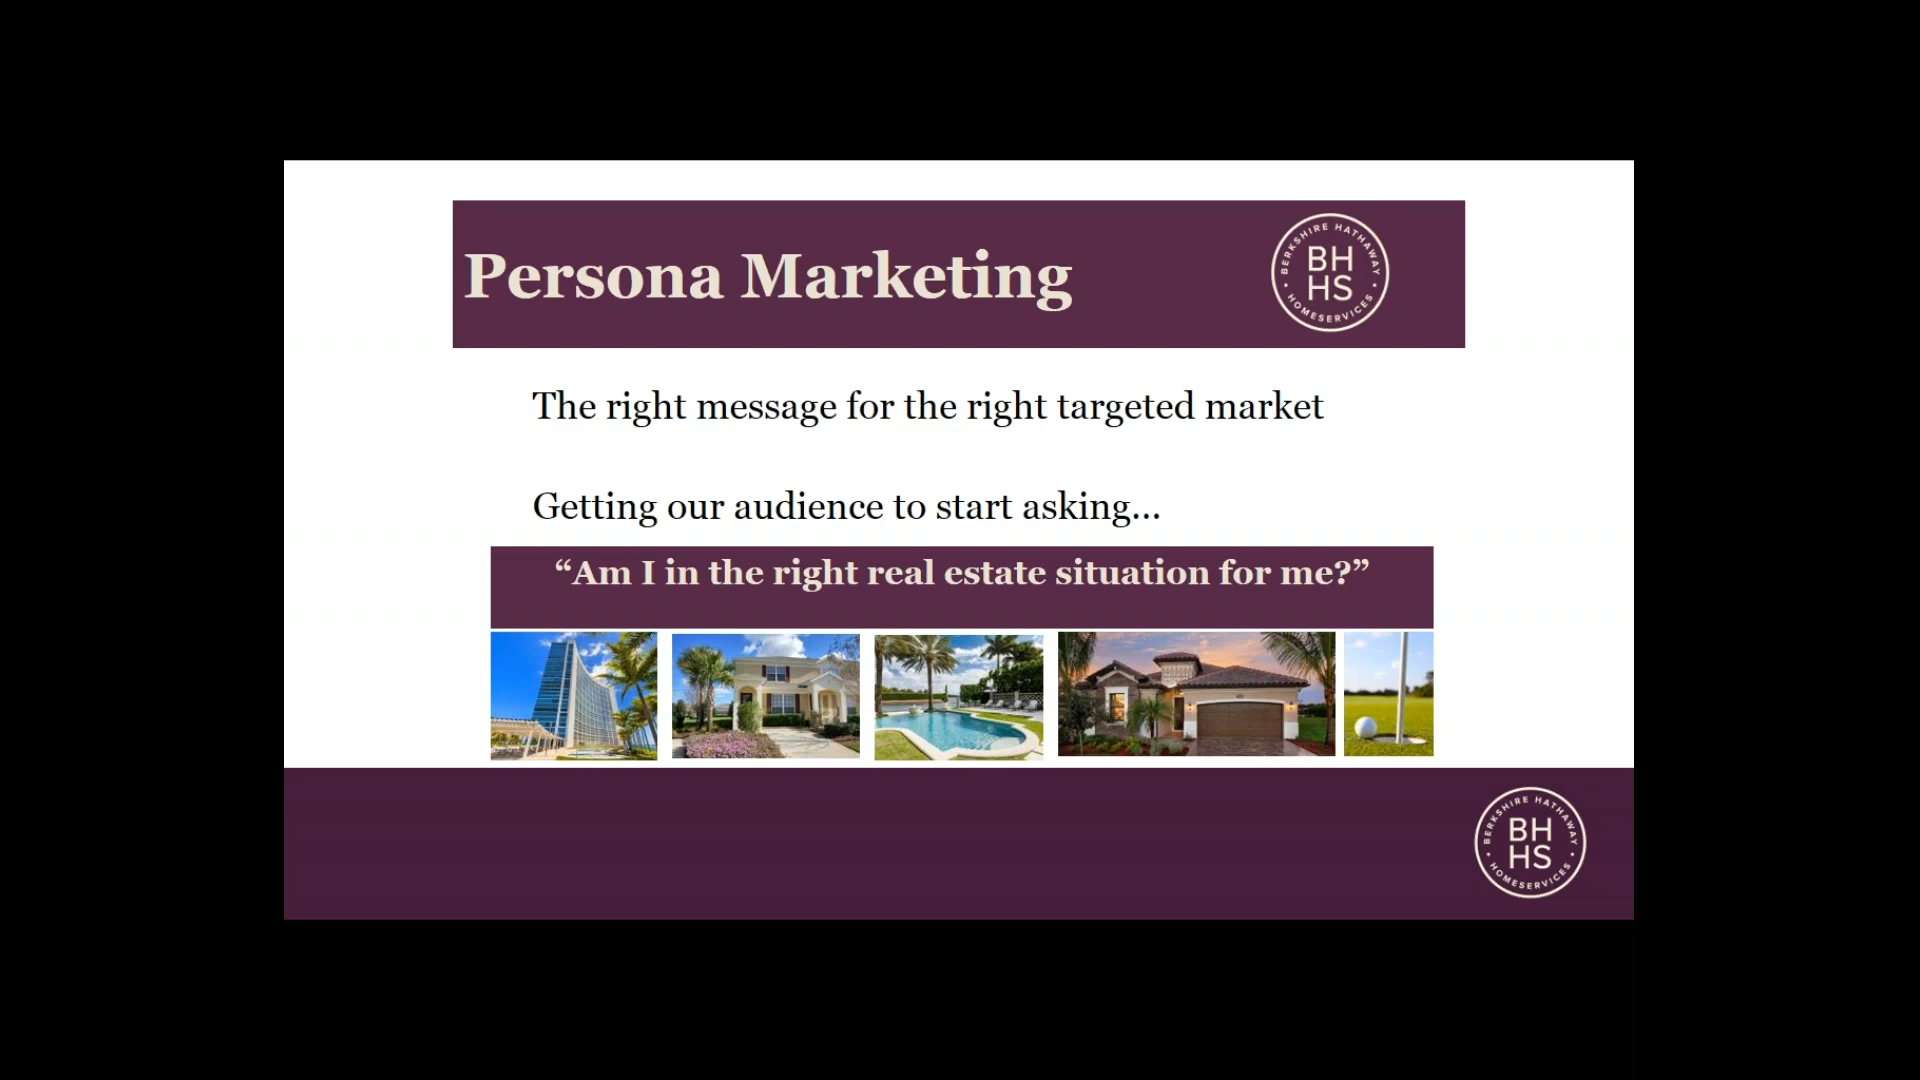 Persona Marketing
BERKSHIRE HATHAWAY
BH
HS
HOMESERVICES
The right message for the right targeted market
Getting our audience to start asking...
“Am I in the right real estate situation for me?”
BERKSHIRE HATHAWAY
BH
HS
HOMESERVICES